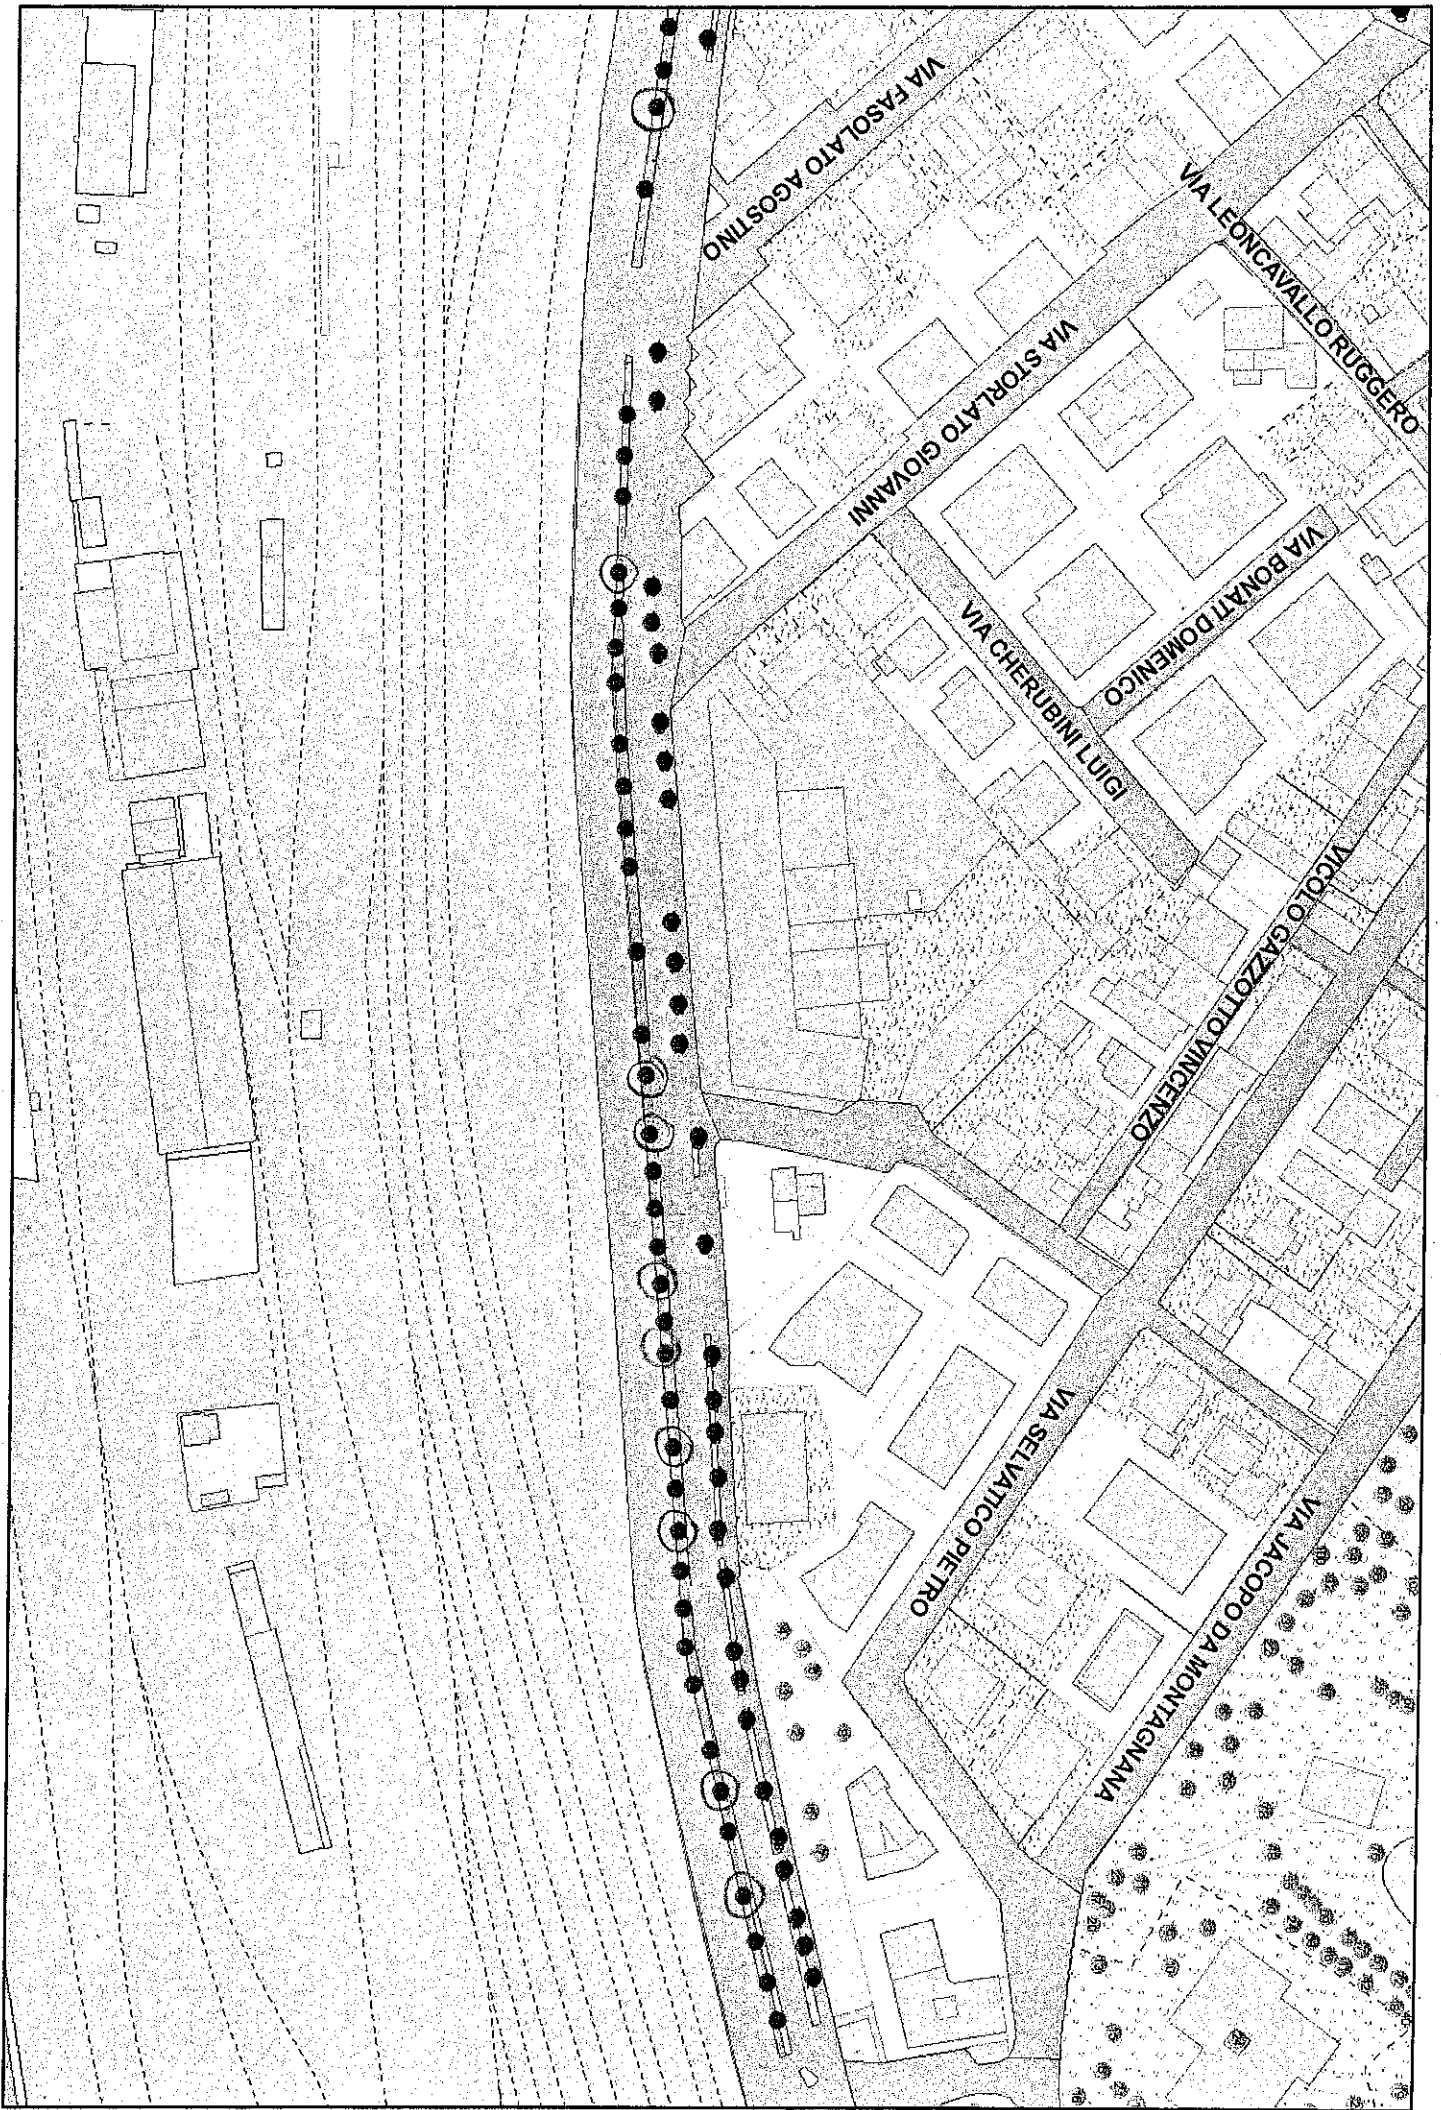 VIA FASOLATO AGOSTINO
VIA LEONCAVALLO RUGGERO
VIA STORLATO GIOVANNI
VIA BONATI DOMENICO
VIA CHERUBINI LUIGI
VICOLO GAZZOTTO VINCENZO
VIA SELVATICO PIETRO
VIA JACOPO DA MONTAGNANA